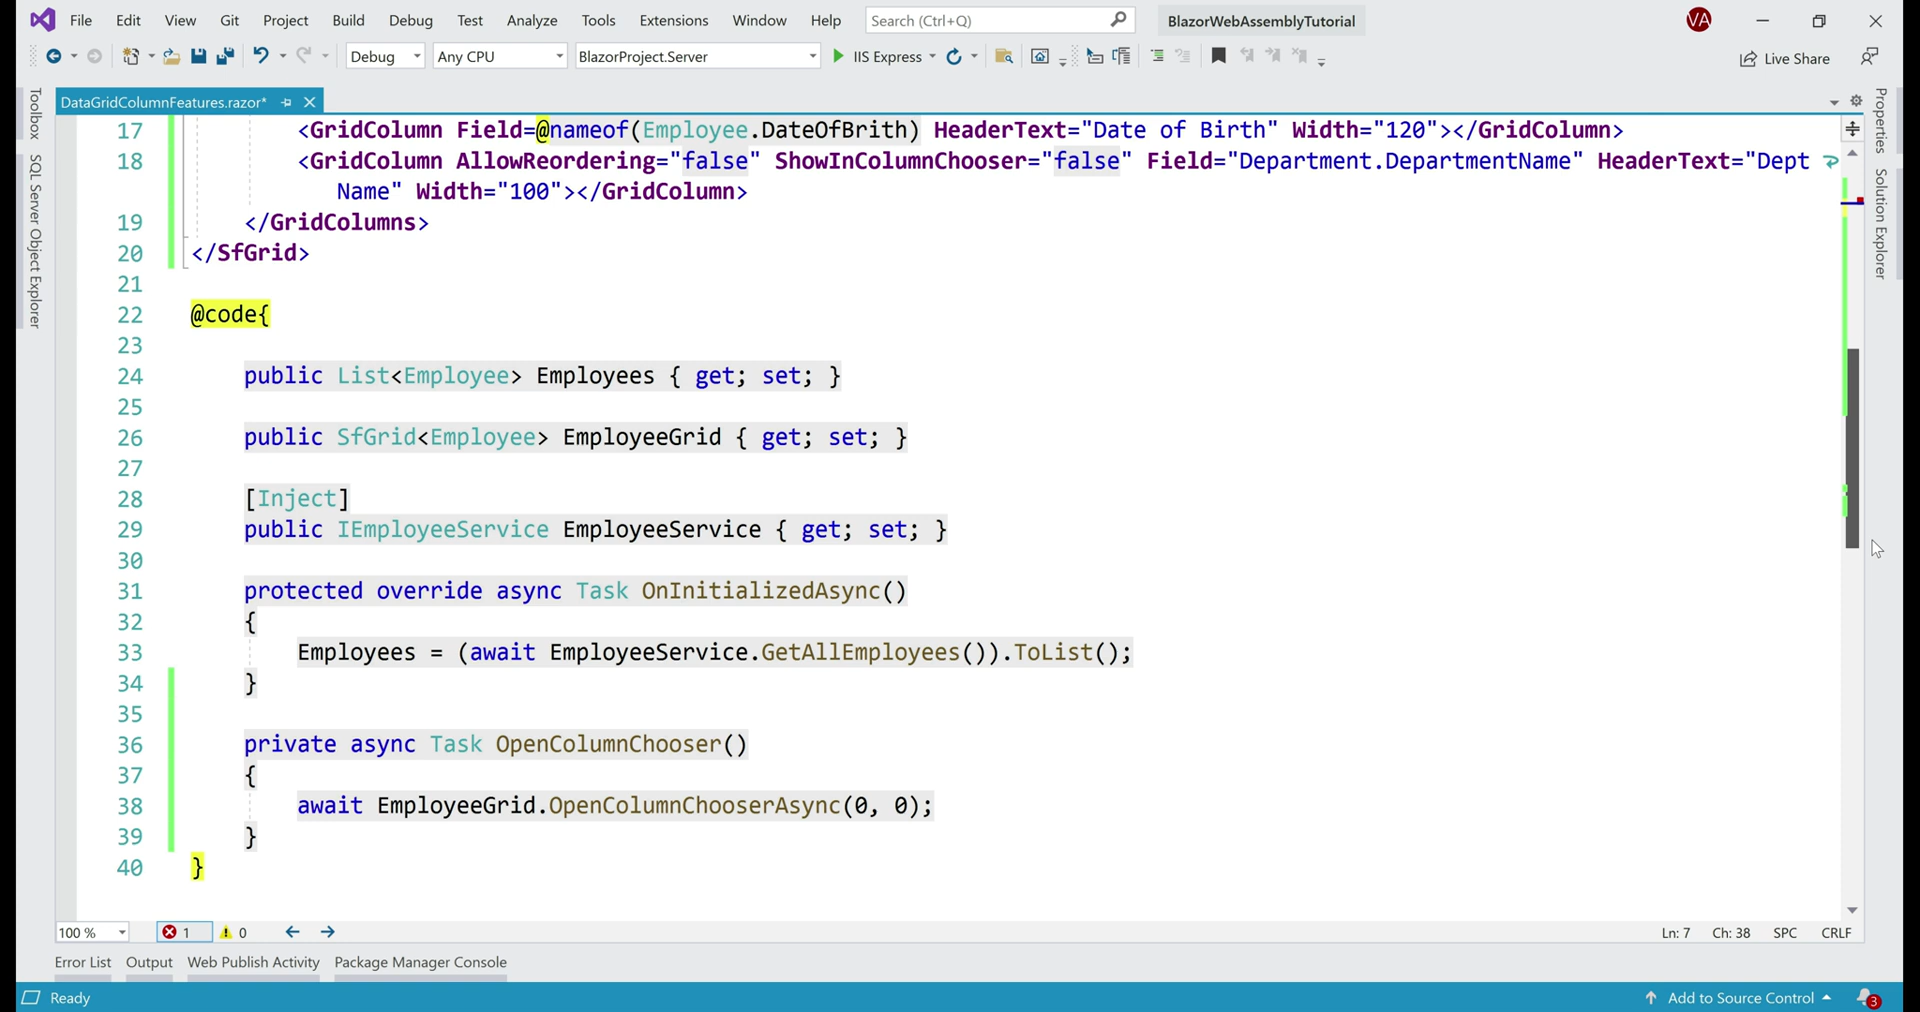 File Edit View Git Project Build Debug Test Analyze Tools Extensions Window Help Search (Ctrl+Q) BlazorWebAssemblyTutorial VA
Debug Any CPU BlazorProject.Server IIS Express Live Share
DataGridColumnFeatures.razor*
Toolbox
SQL Server Object Explorer
Properties
Solution Explorer
17 <GridColumn Field=@nameof(Employee.DateOfBrith) HeaderText="Date of Birth" Width="120"></GridColumn>
18 <GridColumn AllowReordering="false" ShowInColumnChooser="false" Field="Department.DepartmentName" HeaderText="Dept
Name" Width="100"></GridColumn>
19 </GridColumns>
20 </SfGrid>
21
22 @code{
23
24 public List<Employee> Employees { get; set; }
25
26 public SfGrid<Employee> EmployeeGrid { get; set; }
27
28 [Inject]
29 public IEmployeeService EmployeeService { get; set; }
30
31 protected override async Task OnInitializedAsync()
32 {
33 Employees = (await EmployeeService.GetAllEmployees()).ToList();
34 }
35
36 private async Task OpenColumnChooser()
37 {
38 await EmployeeGrid.OpenColumnChooserAsync(0, 0);
39 }
40 }
100 % 1 0 Ln: 7 Ch: 38 SPC CRLF
Error List Output Web Publish Activity Package Manager Console
Ready Add to Source Control 3